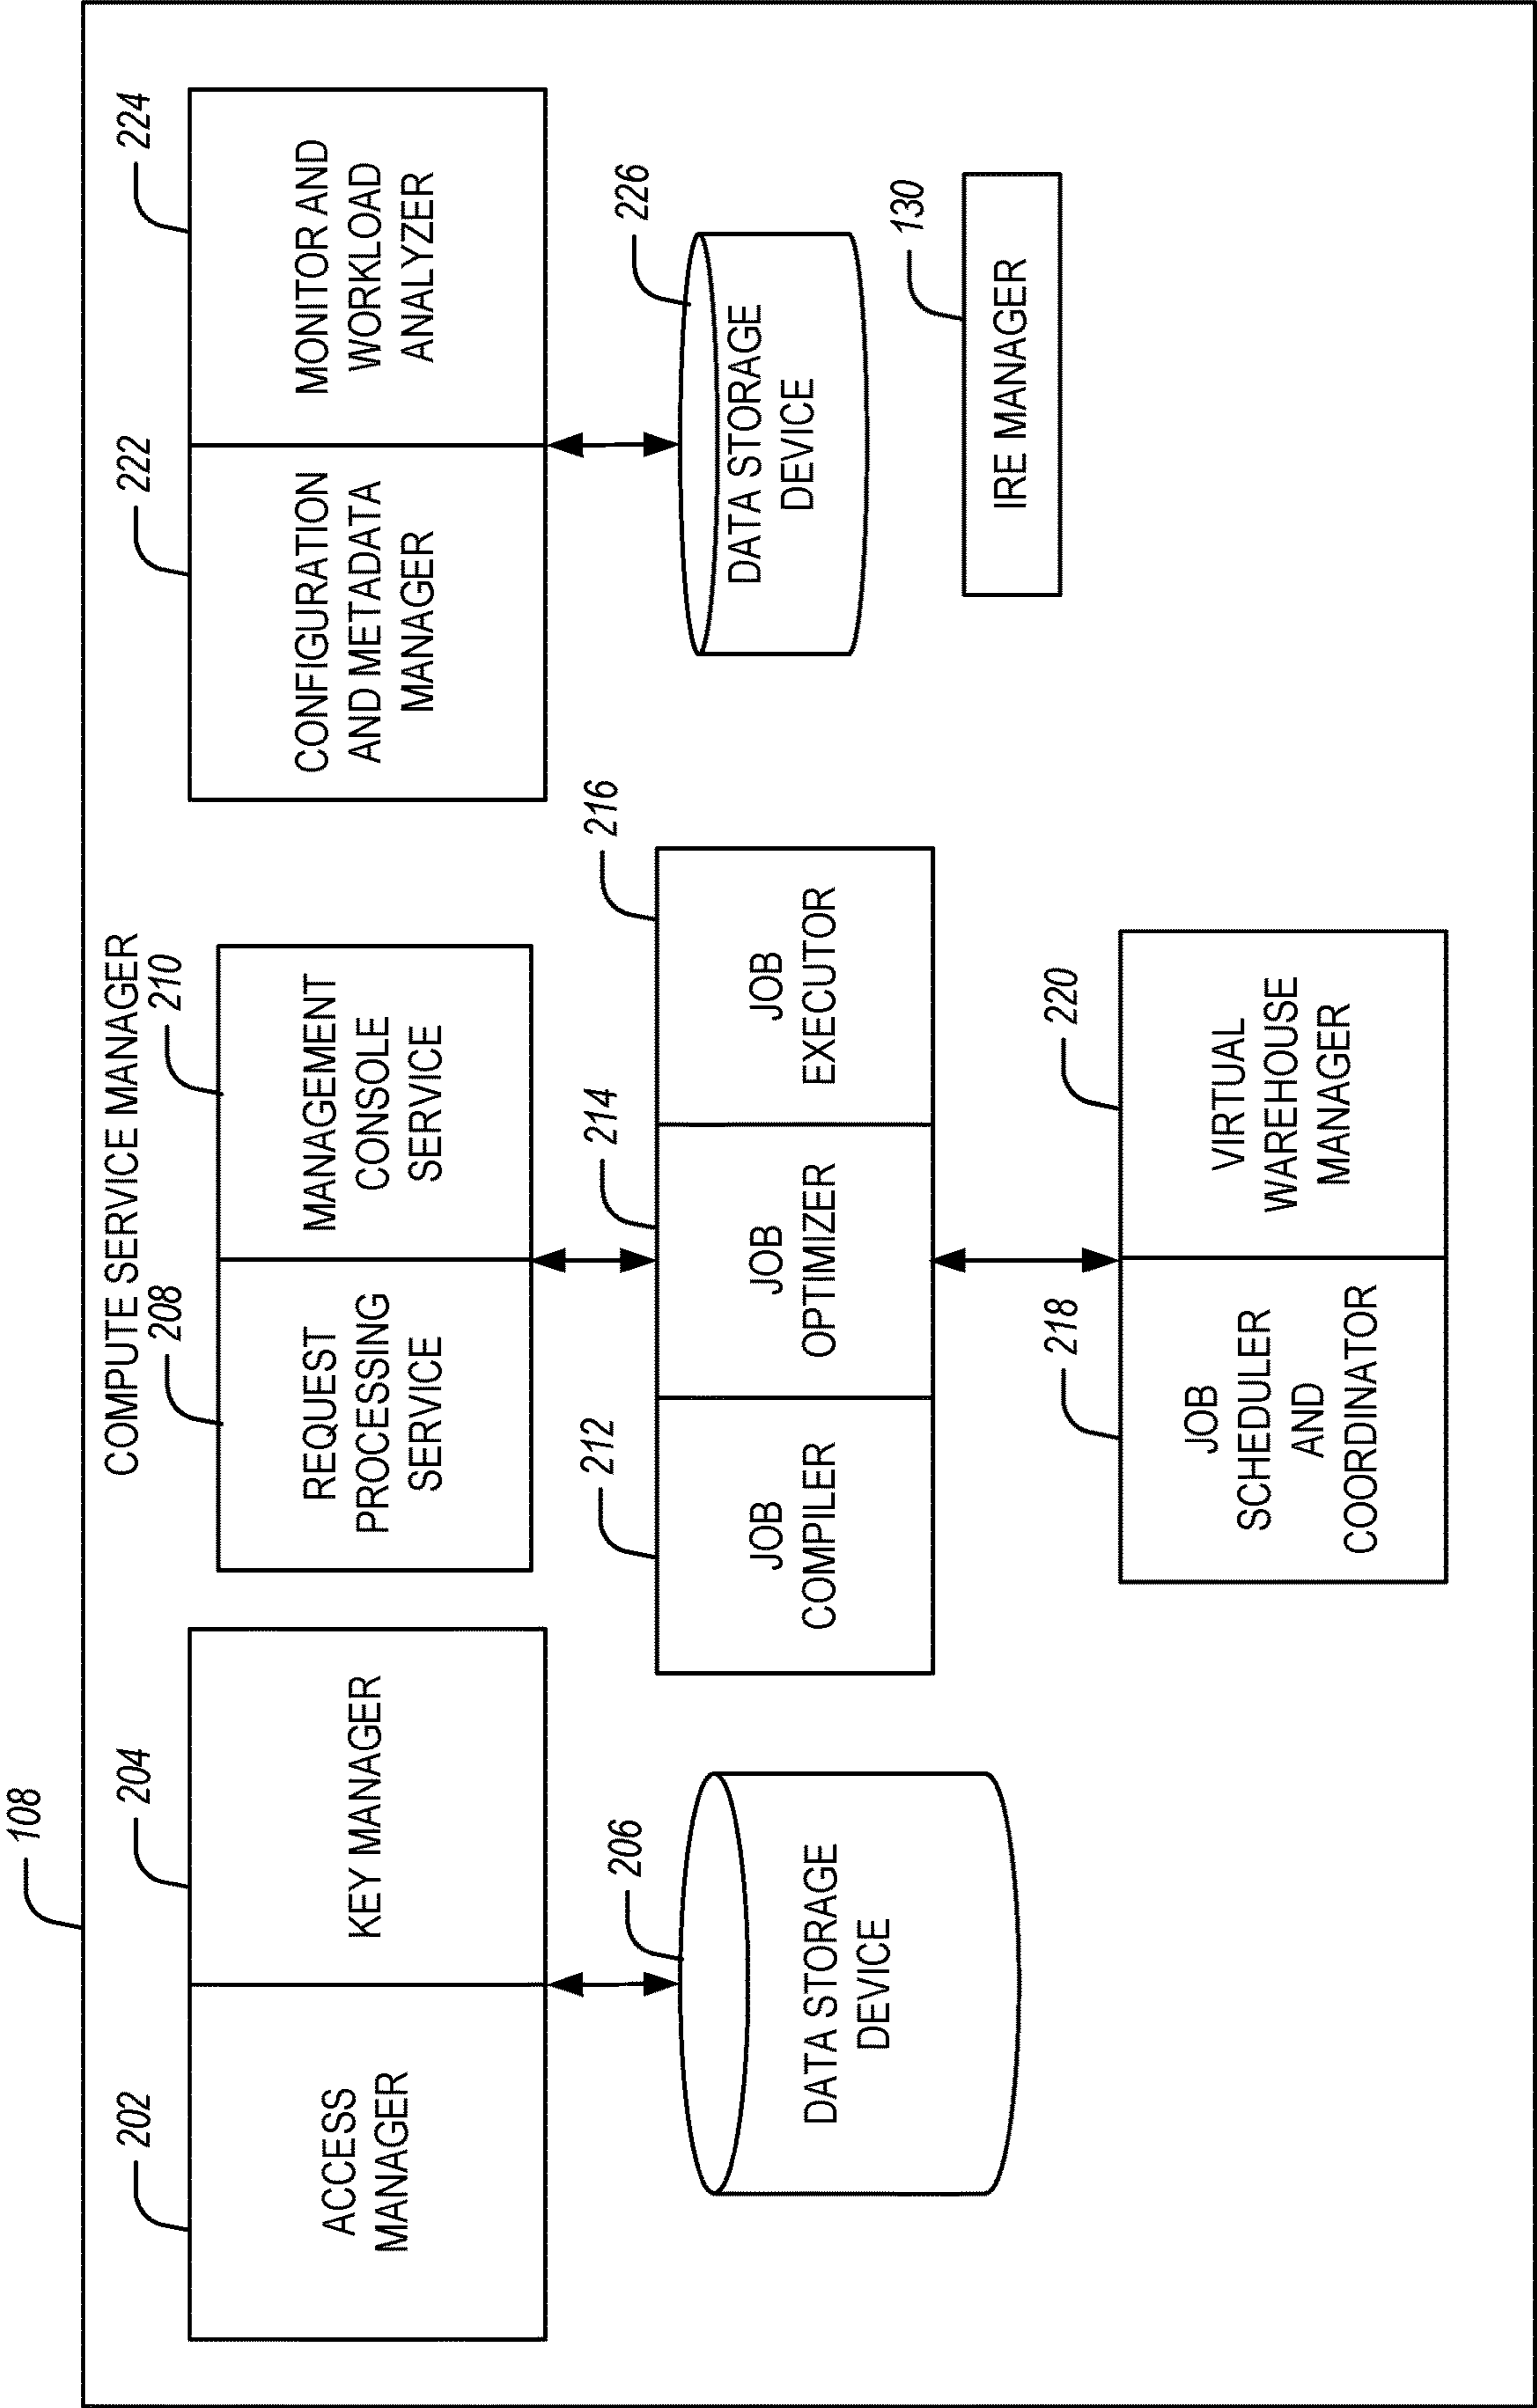 108
COMPUTE SERVICE MANAGER
202
ACCESS
MANAGER
204
KEY MANAGER
206
DATA STORAGE
DEVICE
208
REQUEST
PROCESSING
SERVICE
210
MANAGEMENT
CONSOLE
SERVICE
212
JOB
COMPILER
214
JOB
OPTIMIZER
216
JOB
EXECUTOR
218
JOB
SCHEDULER
AND
COORDINATOR
220
VIRTUAL
WAREHOUSE
MANAGER
222
CONFIGURATION
AND METADATA
MANAGER
224
MONITOR AND
WORKLOAD
ANALYZER
226
DATA STORAGE
DEVICE
130
IRE MANAGER